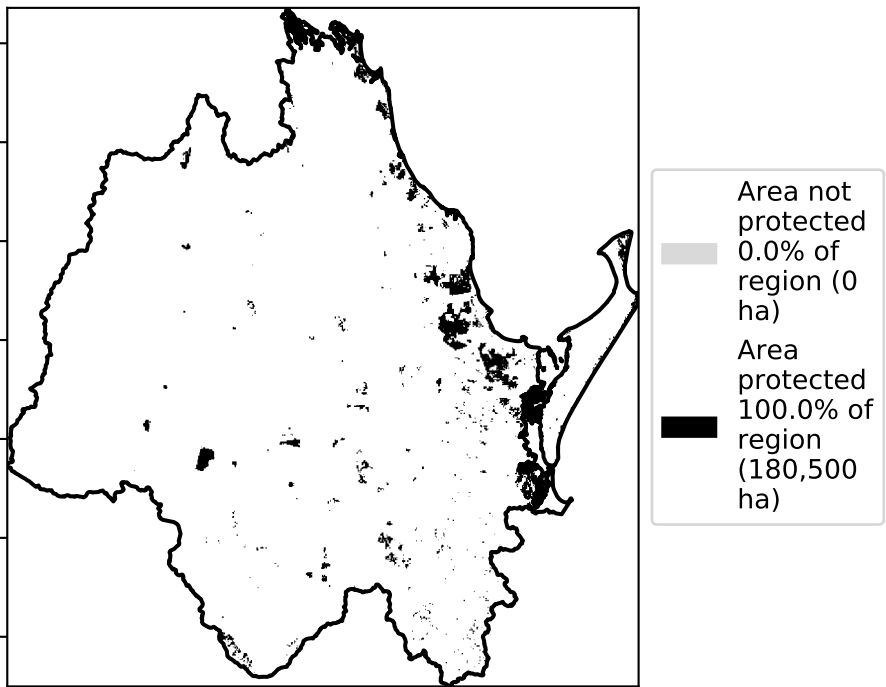 Area not
protected
0.0% of
region (0
ha)
Area
protected
100.0% of
region
(180,500
ha)